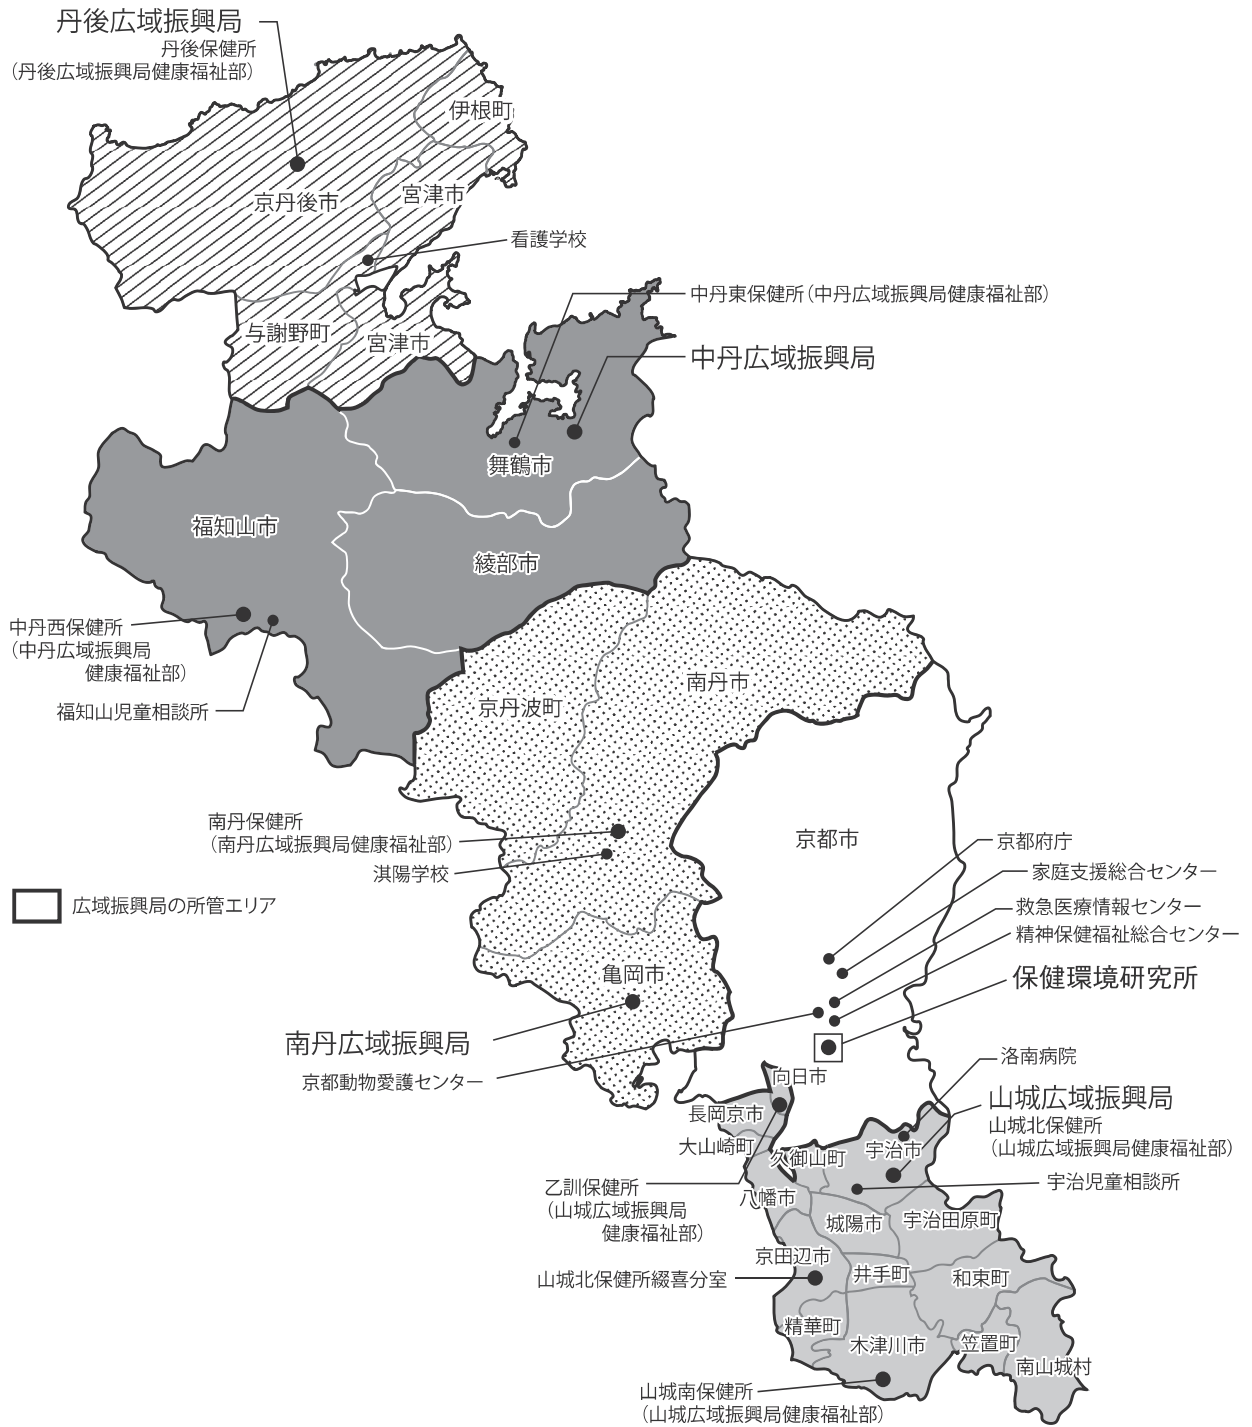 丹後広域振興局
丹後保健所
（丹後広域振興局健康福祉部）
伊根町
京丹後市
宮津市
看護学校
中丹東保健所（中丹広域振興局健康福祉部）
与謝野町
宮津市
中丹広域振興局
舞鶴市
福知山市
綾部市
中丹西保健所
（中丹広域振興局
健康福祉部）
福知山児童相談所
南丹市
京丹波町
南丹保健所
（南丹広域振興局健康福祉部）
淇陽学校
京都市
京都府庁
家庭支援総合センター
救急医療情報センター
精神保健福祉総合センター
広域振興局の所管エリア
亀岡市
保健環境研究所
南丹広域振興局
京都動物愛護センター
洛南病院
向日市
山城広域振興局
山城北保健所
（山城広域振興局健康福祉部）
長岡京市
大山崎町
久御山町
宇治市
宇治児童相談所
乙訓保健所
（山城広域振興局
健康福祉部）
八幡市
城陽市
宇治田原町
京田辺市
山城北保健所綴喜分室
井手町
和束町
精華町
木津川市
笠置町
南山城村
山城南保健所
（山城広域振興局健康福祉部）